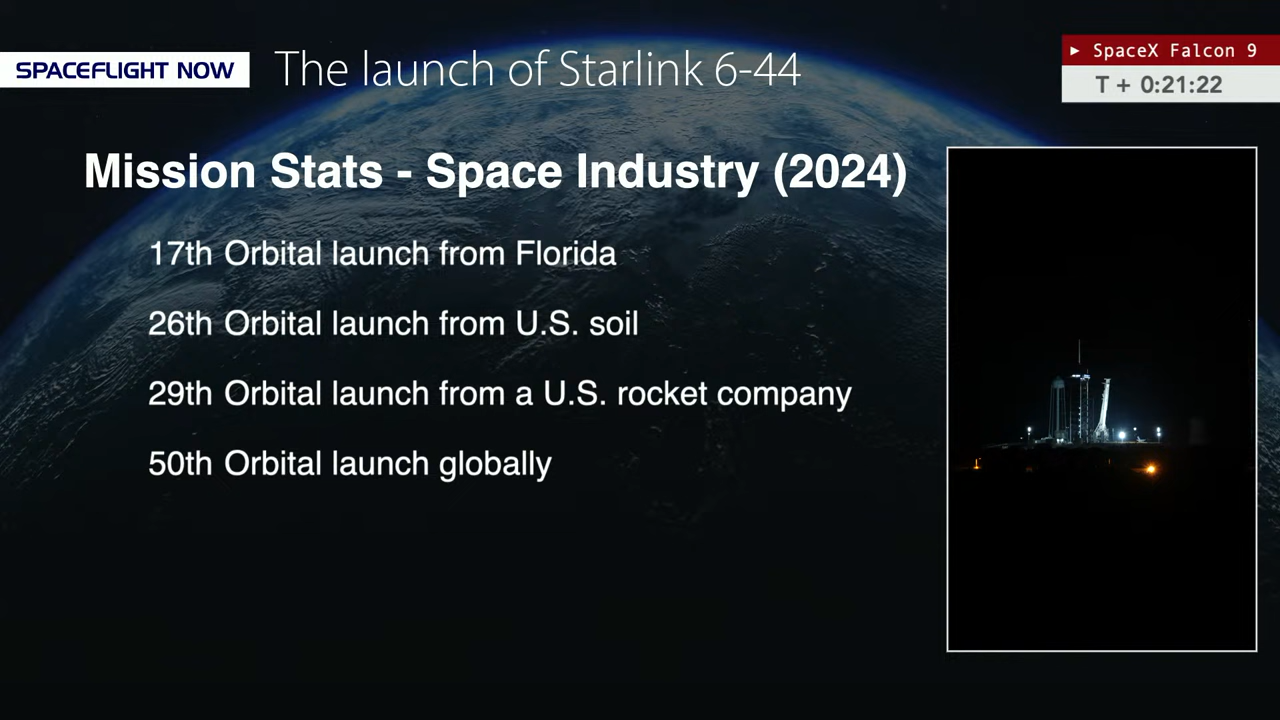 SPACEFLIGHT NOW
The launch of Starlink 6-44
▶ SpaceX Falcon 9
T + 0:21:22
Mission Stats - Space Industry (2024)
17th Orbital launch from Florida
26th Orbital launch from U.S. soil
29th Orbital launch from a U.S. rocket company
50th Orbital launch globally